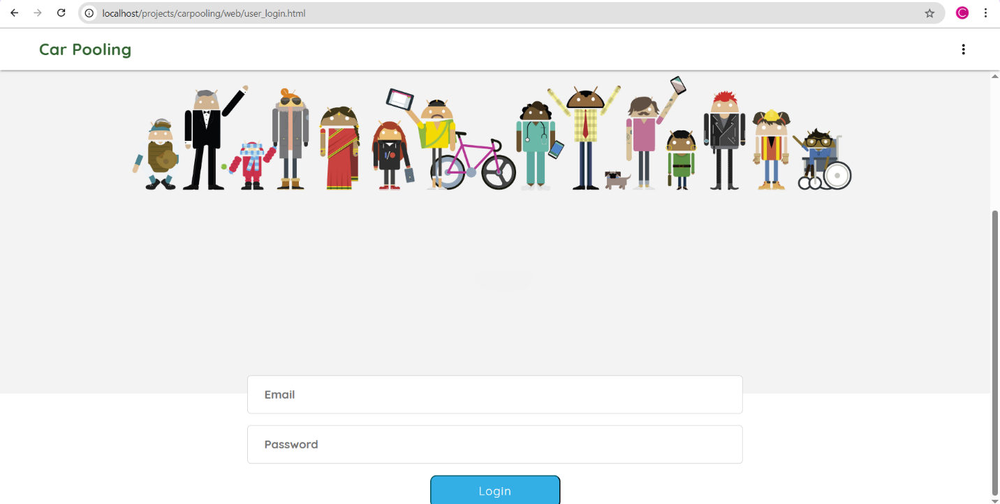 localhost/projects/carpooling/web/user_login.html
C
Car Pooling
Email
Password
Login